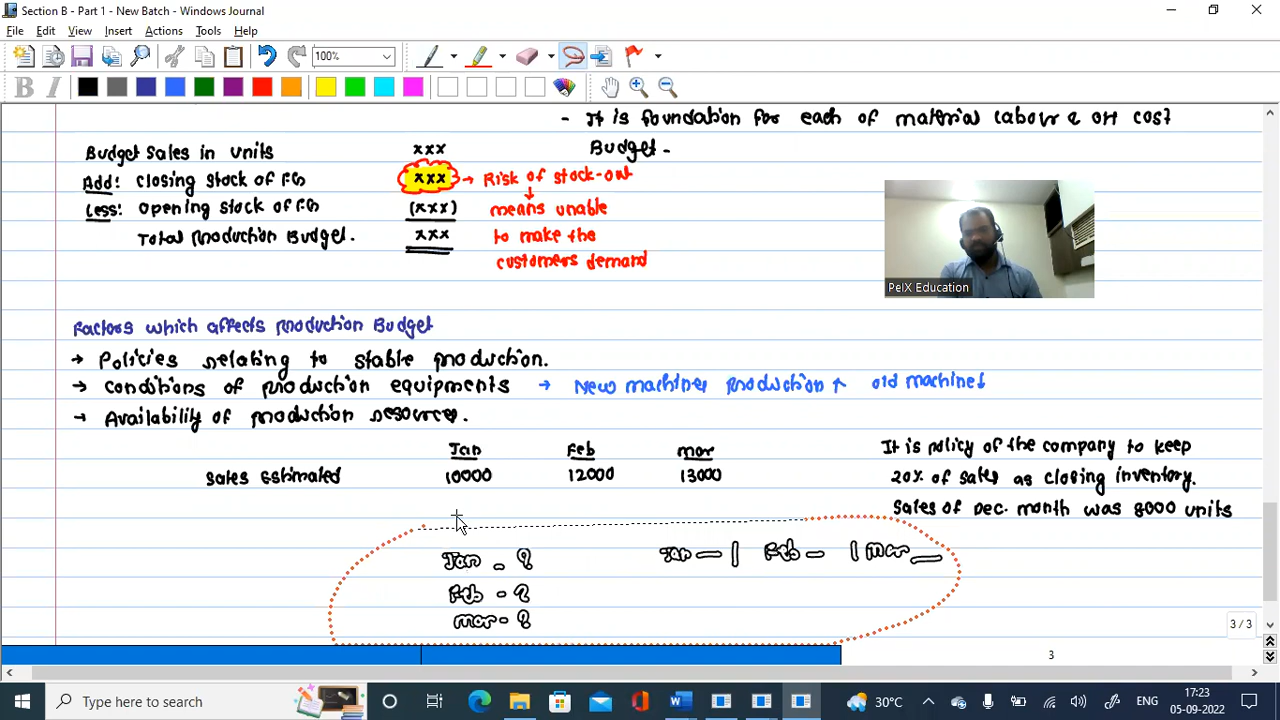 Section B - Part 1 - New Batch - Windows Journal
File Edit View Insert Actions Tools Help
100%
B I
- It is foundation for each of material labour & OH cost
Budget.
Budget Sales in units xxx
Add: closing stock of FG xxx → Risk of stock-out
Less: opening stock of FG (xxx) means unable
Total production Budget. xxx to make the
customers demand
PelX Education
Factors which affects production Budget
→ Policies relating to stable production.
→ Conditions of production equipments → New machines production ↑ old machines↓
→ Availability of production resources.
Jan Feb mar
Sales Estimated 10000 12000 13000
It is policy of the company to keep
20% of sales as closing inventory.
Sales of Dec. month was 8000 units
Jan - ?
Feb - ?
mar - ?
Jan — | Feb — | mar —
3 / 3
3
Type here to search
30°C
ENG
17:23
05-09-2022